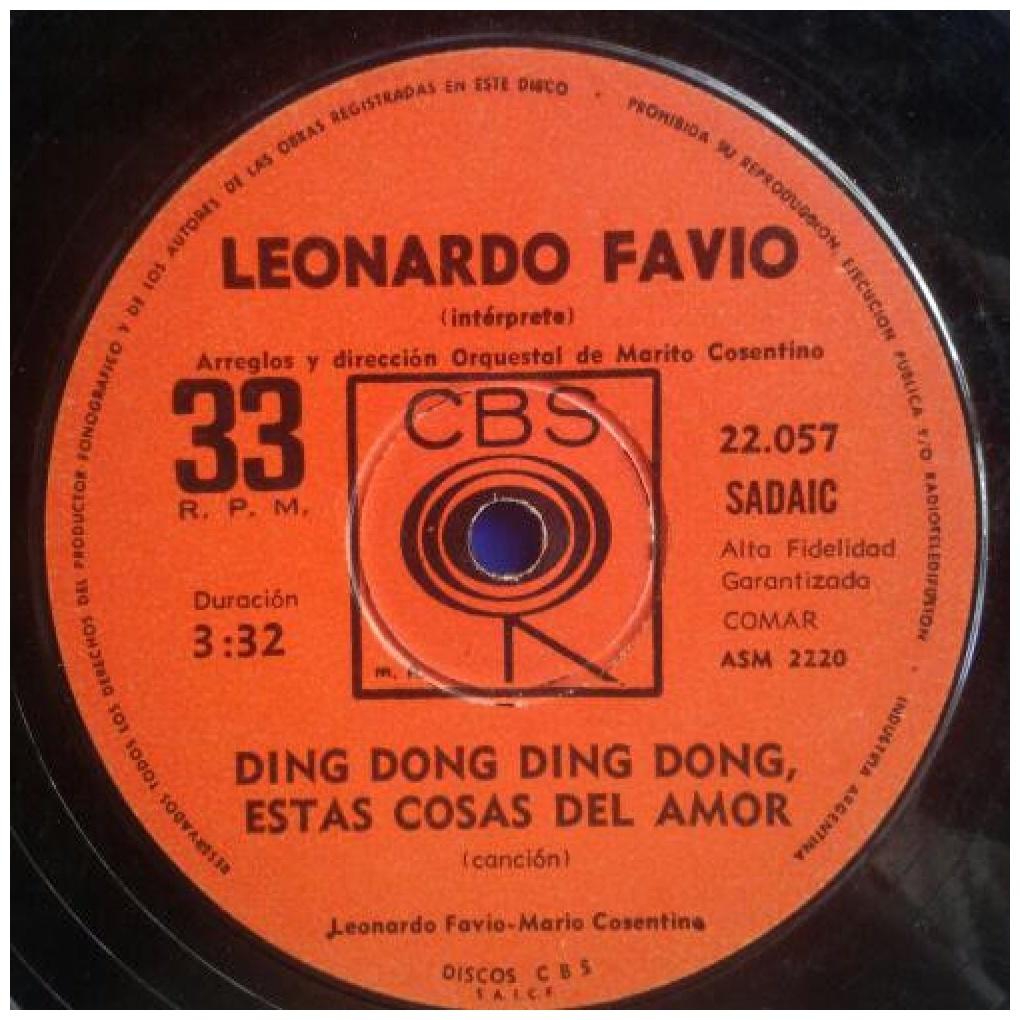 RESERVADOS TODOS LOS DERECHOS DEL PRODUCTOR FONOGRAFICO Y DE LOS AUTORES DE LAS OBRAS REGISTRADAS EN ESTE DISCO · PROHIBIDA SU REPRODUCCION, EJECUCION PUBLICA Y/O RADIOTELEDIFUSION · INDUSTRIA ARGENTINA
LEONARDO FAVIO
(intérprete)
Arreglos y dirección Orquestal de Marito Cosentino
33
R. P. M.
CBS
22.057
SADAIC
Alta Fidelidad
Garantizada
COMAR
ASM 2220
Duración
3:32
m.
DING DONG DING DONG,
ESTAS COSAS DEL AMOR
(canción)
Leonardo Favio-Mario Cosentino
DISCOS CBS
S.A.I.C.F.